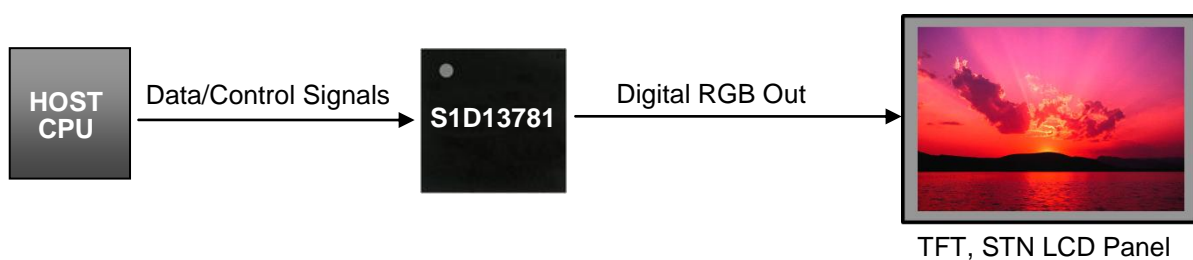 HOST
CPU
Data/Control Signals
S1D13781
Digital RGB Out
TFT, STN LCD Panel